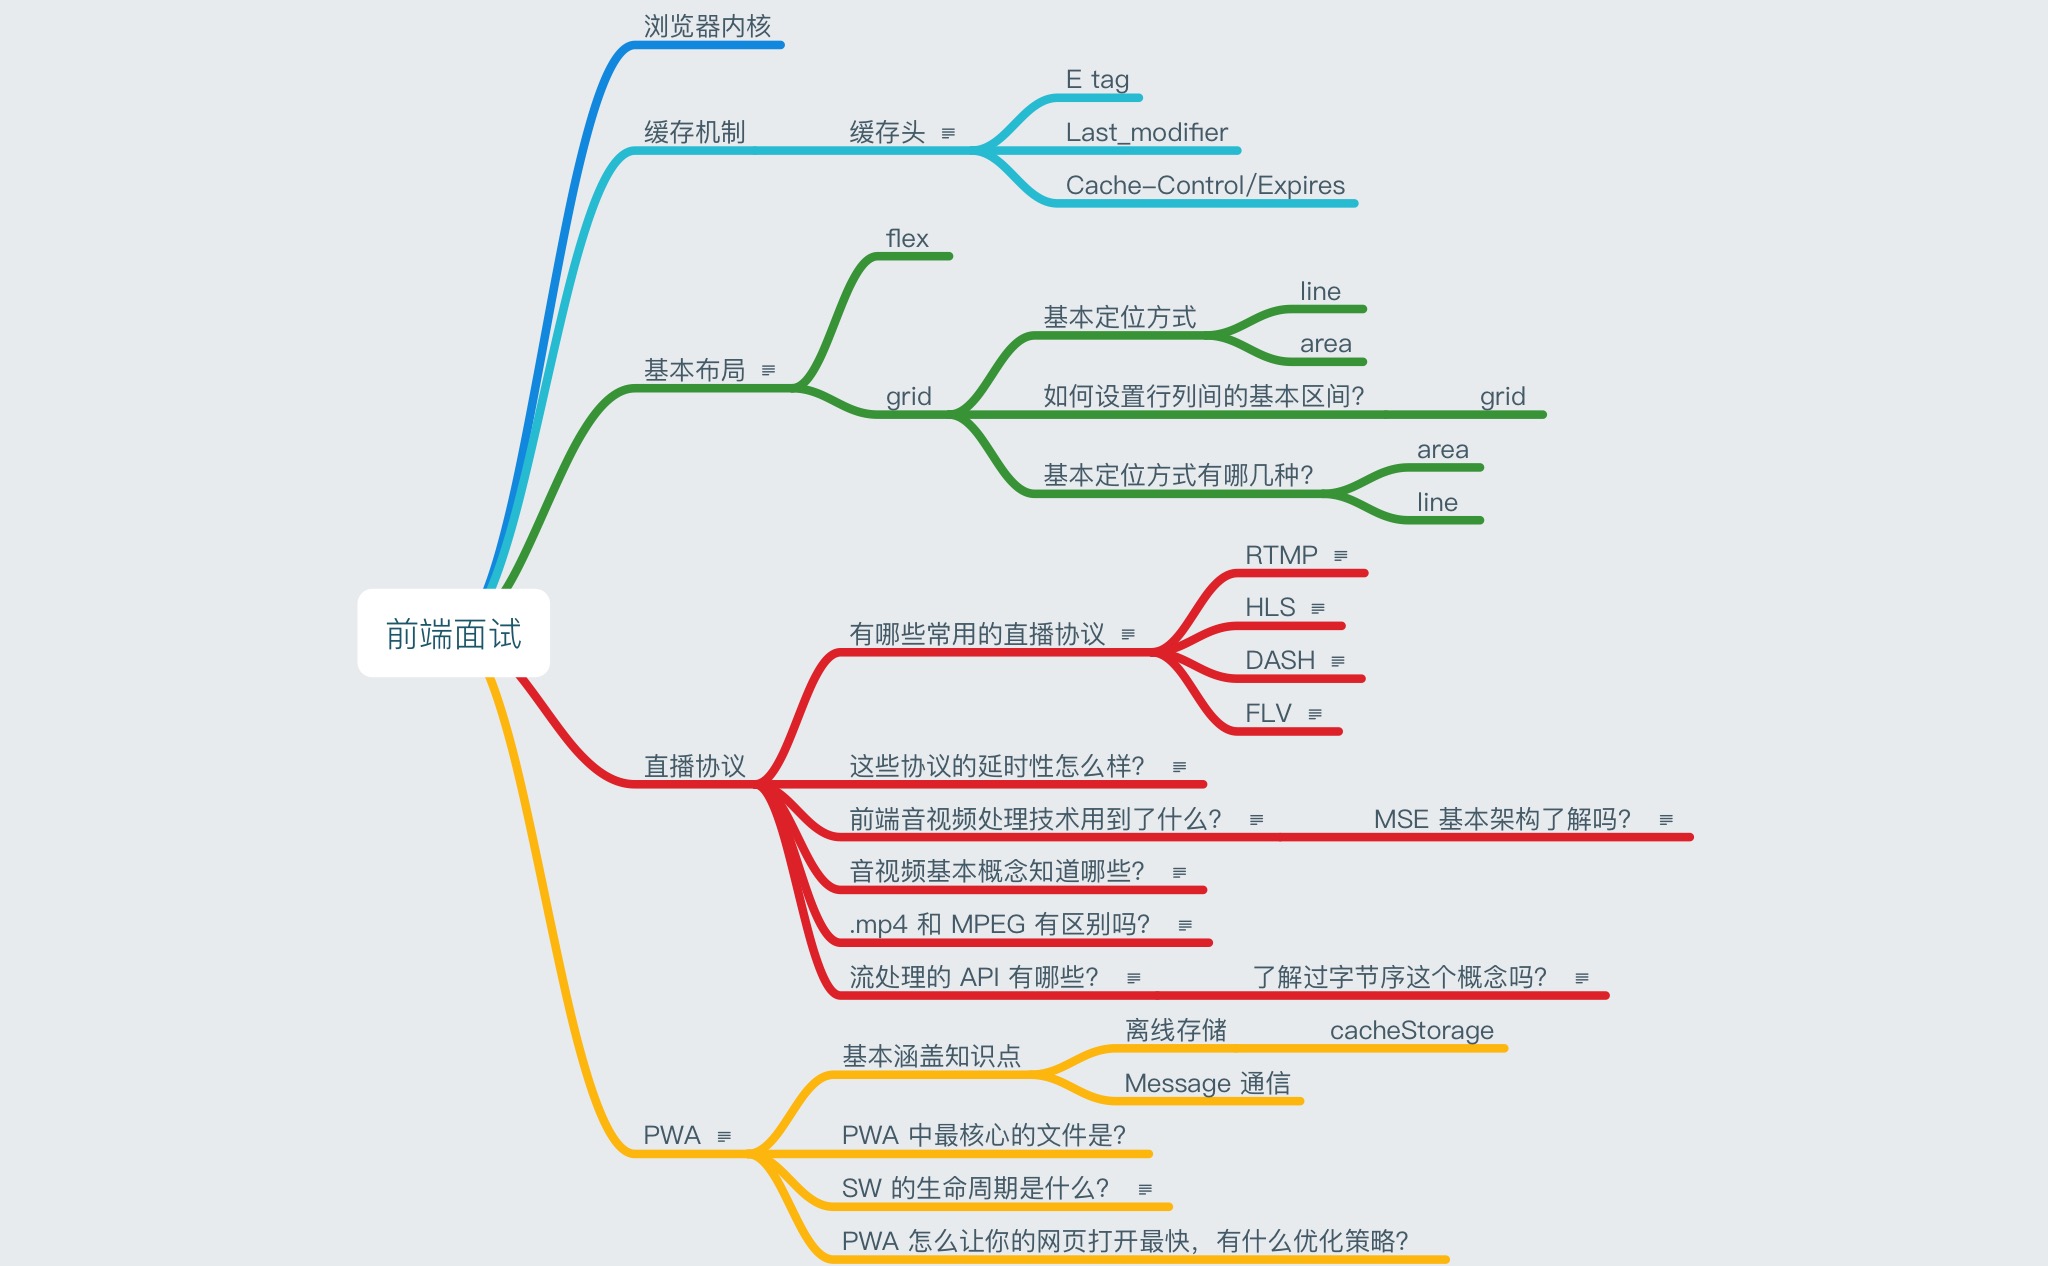 浏览器内核
缓存机制
缓存头
E tag
Last_modifier
Cache-Control/Expires
基本布局
flex
grid
基本定位方式
line
area
如何设置行列间的基本区间?
grid
基本定位方式有哪几种?
area
line
前端面试
直播协议
有哪些常用的直播协议
RTMP
HLS
DASH
FLV
这些协议的延时性怎么样?
前端音视频处理技术用到了什么?
MSE 基本架构了解吗?
音视频基本概念知道哪些?
.mp4 和 MPEG 有区别吗?
流处理的 API 有哪些?
了解过字节序这个概念吗?
PWA
基本涵盖知识点
离线存储
cacheStorage
Message 通信
PWA 中最核心的文件是?
SW 的生命周期是什么?
PWA 怎么让你的网页打开最快，有什么优化策略?